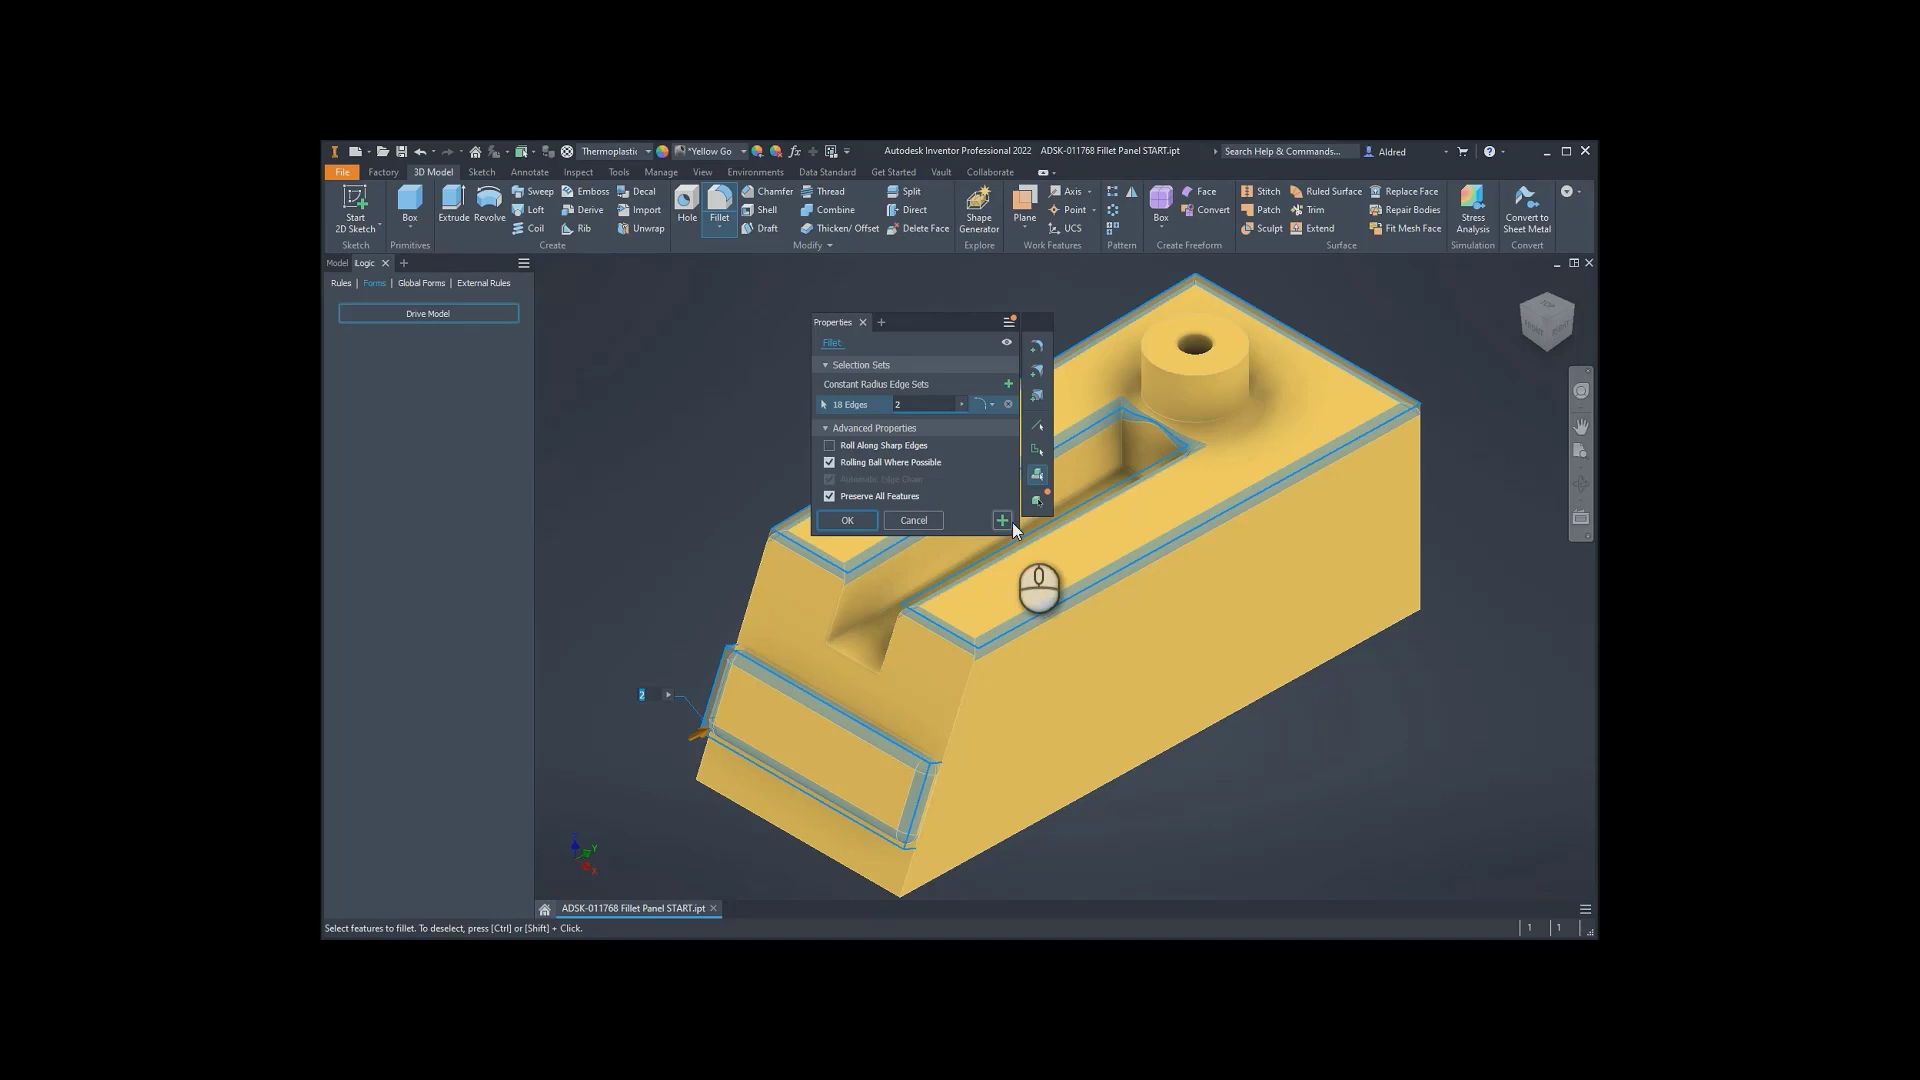 Thermoplastic
*Yellow Go
fx
Autodesk Inventor Professional 2022 ADSK-011768 Fillet Panel START.ipt
Search Help & Commands...
Aldred
File Factory 3D Model Sketch Annotate Inspect Tools Manage View Environments Data Standard Get Started Vault Collaborate
Start
2D Sketch
Sketch
Box
Primitives
Extrude
Revolve
Sweep
Loft
Coil
Emboss
Derive
Rib
Decal
Import
Unwrap
Create
Hole
Fillet
Chamfer
Shell
Draft
Thread
Combine
Thicken/ Offset
Split
Direct
Delete Face
Modify
Shape
Generator
Explore
Plane
Axis
Point
UCS
Work Features
Pattern
Box
Face
Convert
Create Freeform
Stitch
Patch
Sculpt
Ruled Surface
Trim
Extend
Replace Face
Repair Bodies
Fit Mesh Face
Surface
Stress
Analysis
Simulation
Convert to
Sheet Metal
Convert
Model Logic
Rules | Forms | Global Forms | External Rules
Drive Model
Properties
Fillet
Selection Sets
Constant Radius Edge Sets
18 Edges 2
Advanced Properties
Roll Along Sharp Edges
Rolling Ball Where Possible
Automatic Edge Chain
Preserve All Features
OK Cancel
TOP
FRONT
RIGHT
2
Z
Y
X
ADSK-011768 Fillet Panel START.ipt
Select features to fillet. To deselect, press [Ctrl] or [Shift] + Click.
1 1